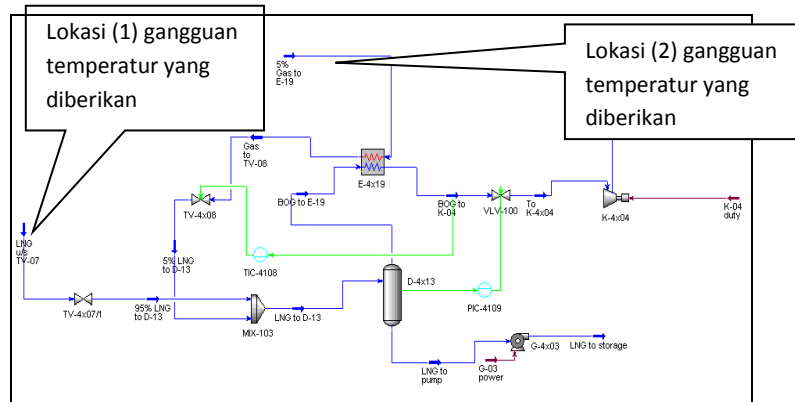 Lokasi (1) gangguan
temperatur yang
diberikan
Lokasi (2) gangguan
temperatur yang
diberikan
5%
Gas to
E-19
Gas
to
TV-08
E-4x19
TV-4x08
BOG to E-19
BOG to
K-04
VLV-100
To
K-4x04
K-4x04
K-04
duty
LNG
u/s
TV-07
5% LNG
to D-13
TIC-4108
TV-4x07/1
95% LNG
to D-13
MIX-103
LNG to D-13
D-4x13
PIC-4109
LNG to
pump
G-03
power
G-4x03
LNG to storage